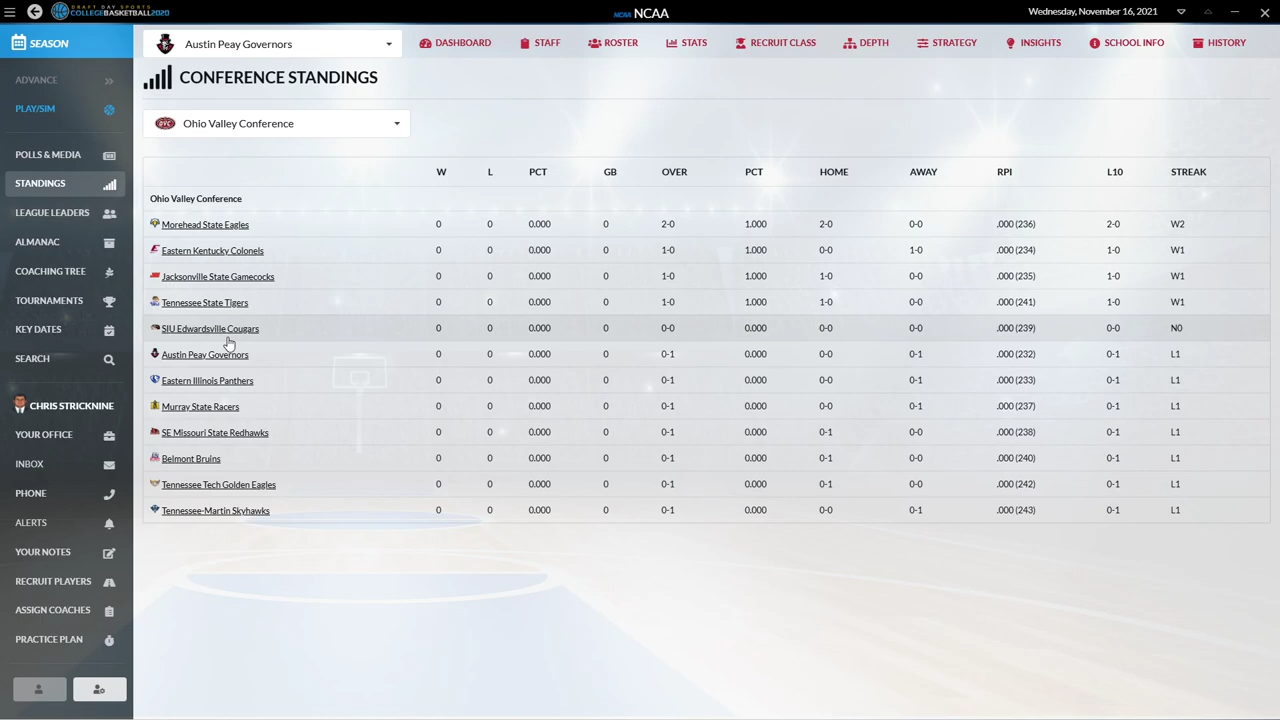 DRAFT DAY SPORTS
COLLEGE BASKETBALL 2020
NCAA NCAA
Wednesday, November 16, 2021
SEASON
Austin Peay Governors
DASHBOARD STAFF ROSTER STATS RECRUIT CLASS DEPTH STRATEGY INSIGHTS SCHOOL INFO HISTORY
ADVANCE
PLAY/SIM
POLLS & MEDIA
STANDINGS
LEAGUE LEADERS
ALMANAC
COACHING TREE
TOURNAMENTS
KEY DATES
SEARCH
CHRIS STRICKNINE
YOUR OFFICE
INBOX
PHONE
ALERTS
YOUR NOTES
RECRUIT PLAYERS
ASSIGN COACHES
PRACTICE PLAN
CONFERENCE STANDINGS
OVC Ohio Valley Conference
W L PCT GB OVER PCT HOME AWAY RPI L10 STREAK
Ohio Valley Conference
Morehead State Eagles 0 0 0.000 0 2-0 1.000 2-0 0-0 .000 (236) 2-0 W2
Eastern Kentucky Colonels 0 0 0.000 0 1-0 1.000 0-0 1-0 .000 (234) 1-0 W1
Jacksonville State Gamecocks 0 0 0.000 0 1-0 1.000 1-0 0-0 .000 (235) 1-0 W1
Tennessee State Tigers 0 0 0.000 0 1-0 1.000 1-0 0-0 .000 (241) 1-0 W1
SIU Edwardsville Cougars 0 0 0.000 0 0-0 0.000 0-0 0-0 .000 (239) 0-0 N0
Austin Peay Governors 0 0 0.000 0 0-1 0.000 0-0 0-1 .000 (232) 0-1 L1
Eastern Illinois Panthers 0 0 0.000 0 0-1 0.000 0-0 0-1 .000 (233) 0-1 L1
Murray State Racers 0 0 0.000 0 0-1 0.000 0-0 0-1 .000 (237) 0-1 L1
SE Missouri State Redhawks 0 0 0.000 0 0-1 0.000 0-1 0-0 .000 (238) 0-1 L1
Belmont Bruins 0 0 0.000 0 0-1 0.000 0-1 0-0 .000 (240) 0-1 L1
Tennessee Tech Golden Eagles 0 0 0.000 0 0-1 0.000 0-1 0-0 .000 (242) 0-1 L1
Tennessee-Martin Skyhawks 0 0 0.000 0 0-1 0.000 0-0 0-1 .000 (243) 0-1 L1